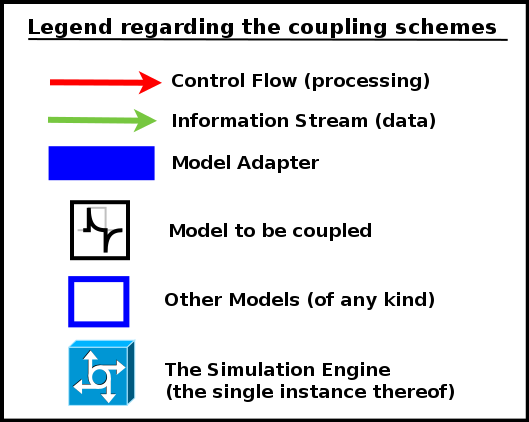 Legend regarding the coupling schemes
Control Flow (processing)
Information Stream (data)
Model Adapter
Model to be coupled
Other Models (of any kind)
The Simulation Engine
(the single instance thereof)